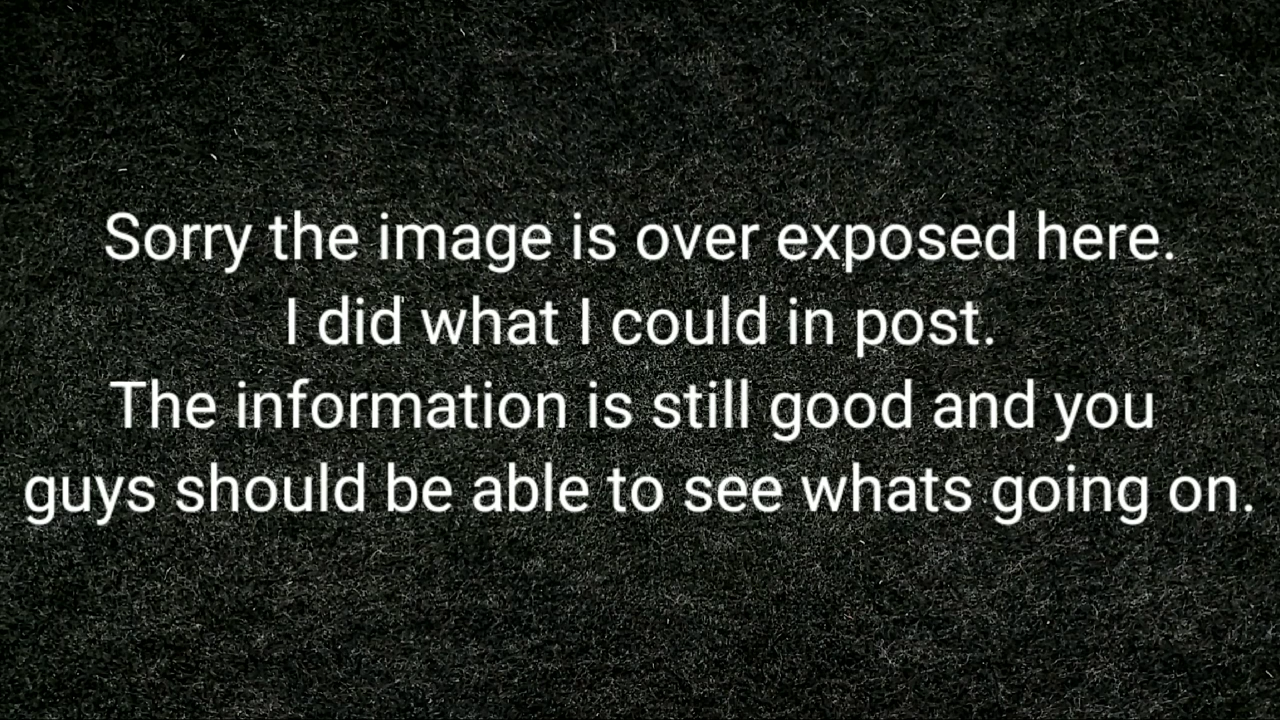 Sorry the image is over exposed here.
I did what I could in post.
The information is still good and you
guys should be able to see whats going on.